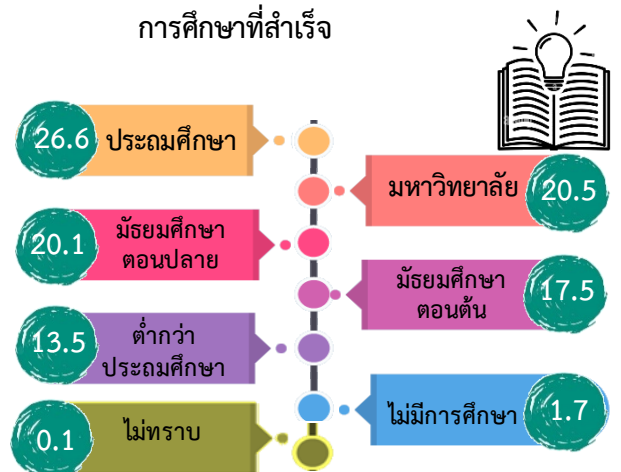 การศึกษาที่สำเร็จ
26.6 ประถมศึกษา
มหาวิทยาลัย 20.5
20.1 มัธยมศึกษา
ตอนปลาย
มัธยมศึกษา
ตอนต้น 17.5
13.5 ต่ำกว่า
ประถมศึกษา
ไม่มีการศึกษา 1.7
0.1 ไม่ทราบ